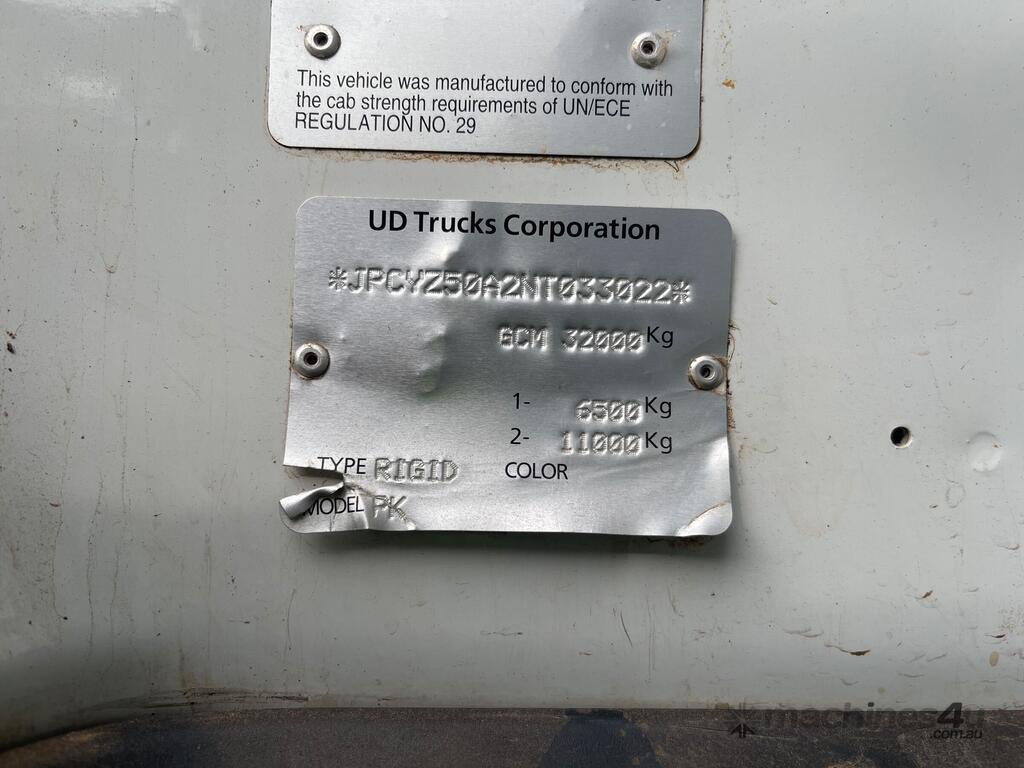 This vehicle was manufactured to conform with
the cab strength requirements of UN/ECE
REGULATION NO. 29
UD Trucks Corporation
*JPCYZ50A2NT033022*
GCM 32000 Kg
1- 6500 Kg
2- 11000 Kg
TYPE RIGID COLOR
MODEL PK
machines4u
.com.au